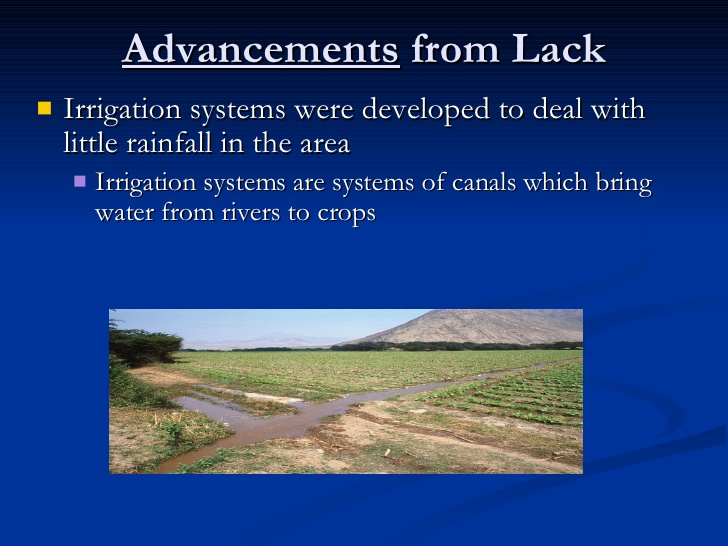 Advancements from Lack
Irrigation systems were developed to deal with
little rainfall in the area
Irrigation systems are systems of canals which bring
water from rivers to crops